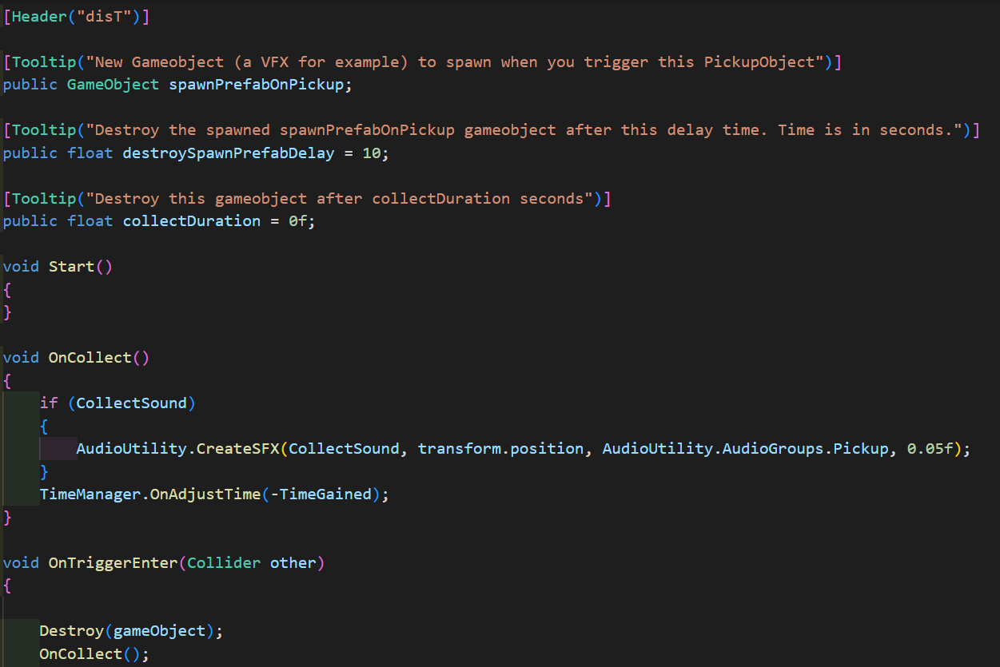 [Header("disT")]
[Tooltip("New Gameobject (a VFX for example) to spawn when you trigger this PickupObject")]
public GameObject spawnPrefabOnPickup;
[Tooltip("Destroy the spawned spawnPrefabOnPickup gameobject after this delay time. Time is in seconds.")]
public float destroySpawnPrefabDelay = 10;
[Tooltip("Destroy this gameobject after collectDuration seconds")]
public float collectDuration = 0f;
void Start()
{
}
void OnCollect()
{
if (CollectSound)
{
AudioUtility.CreateSFX(CollectSound, transform.position, AudioUtility.AudioGroups.Pickup, 0.05f);
}
TimeManager.OnAdjustTime(-TimeGained);
}
void OnTriggerEnter(Collider other)
{
Destroy(gameObject);
OnCollect();